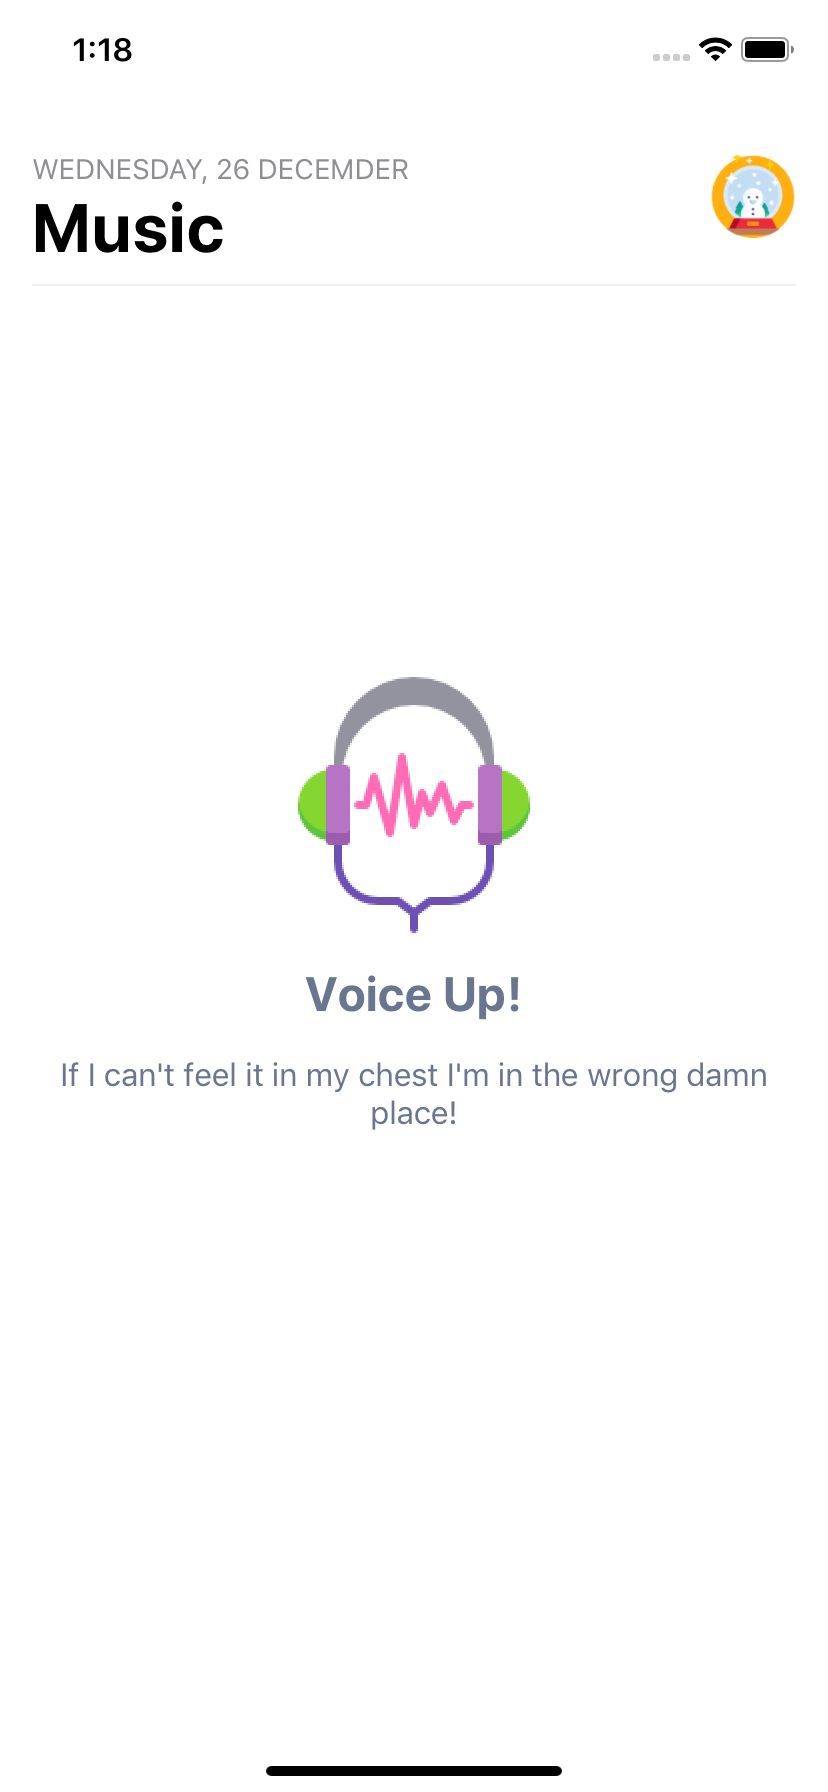 1:18
WEDNESDAY, 26 DECEMDER
Music
Voice Up!
If I can't feel it in my chest I'm in the wrong damn
place!